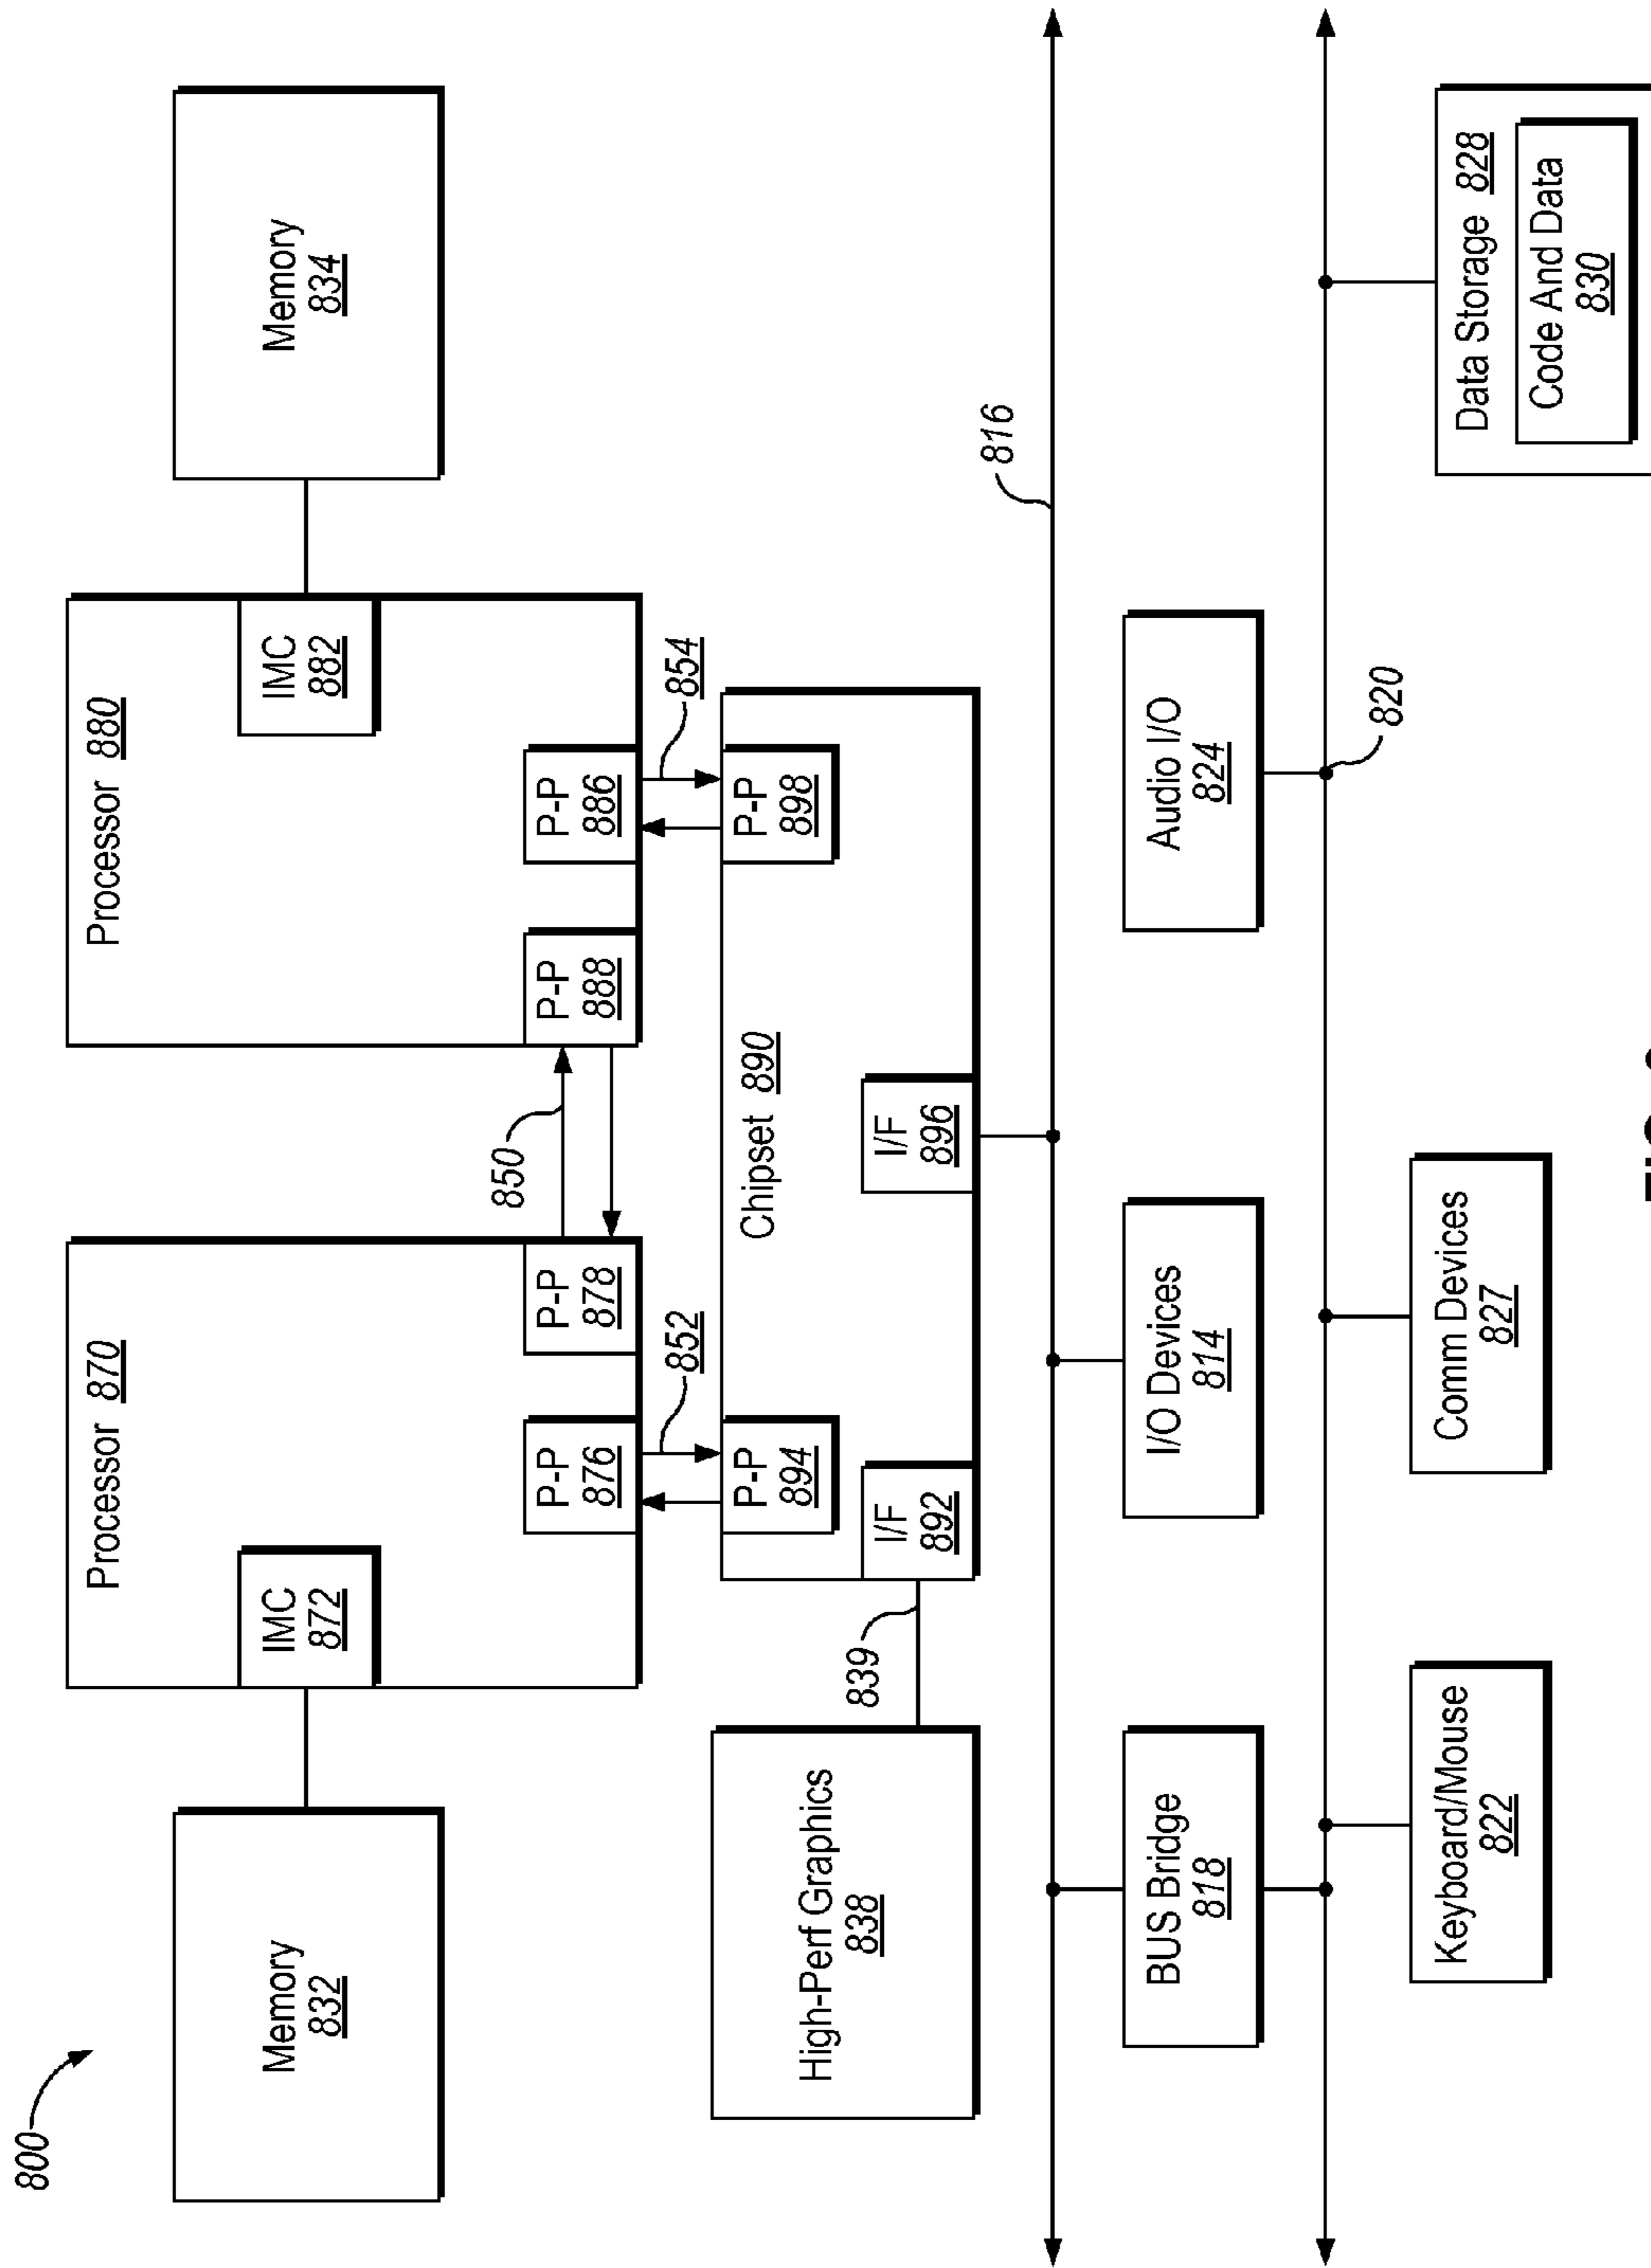 800
Memory
832
Processor 870
IMC
872
P-P
876
P-P
878
850
Processor 880
IMC
882
P-P
888
P-P
886
Memory
834
852
854
High-Perf Graphics
838
839
Chipset 890
P-P
894
P-P
898
I/F
892
I/F
896
816
BUS Bridge
818
I/O Devices
814
Audio I/O
824
820
Keyboard/Mouse
822
Comm Devices
827
Data Storage 828
Code And Data
830